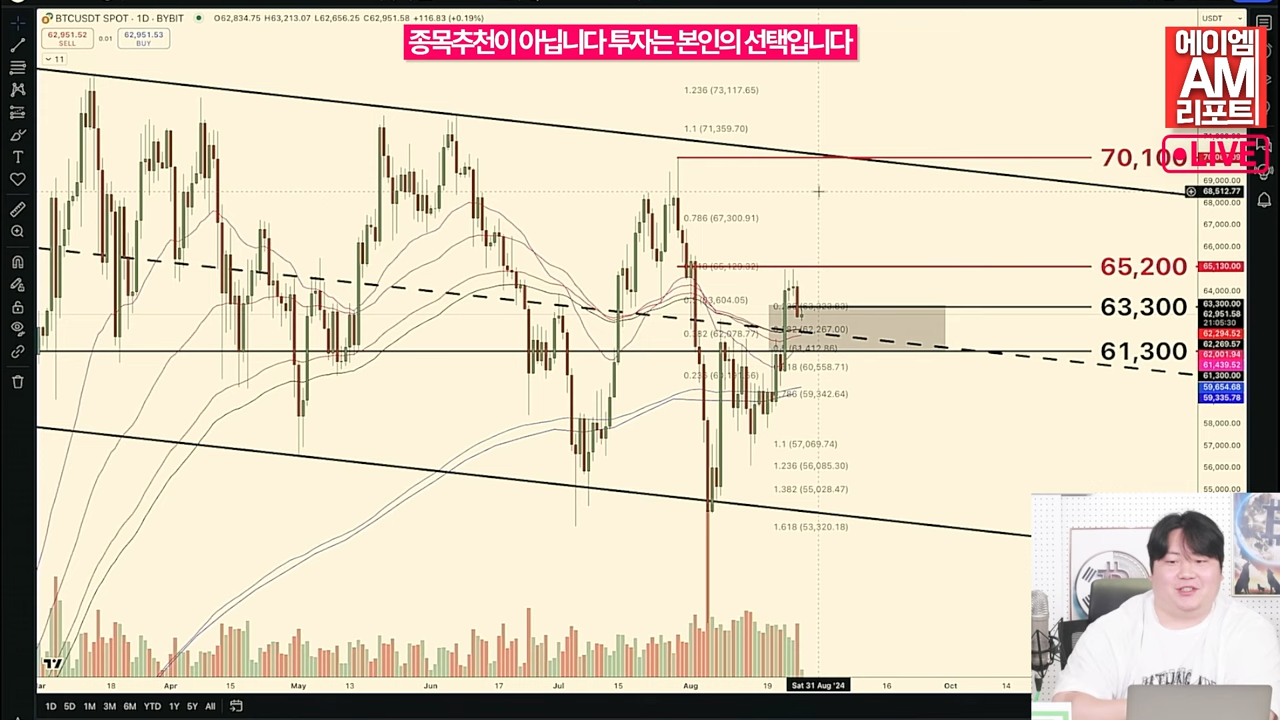 BTCUSDT SPOT · 1D · BYBIT
O62,834.75 H63,213.07 L62,656.25 C62,951.58 +116.83 (+0.19%)
USDT
62,951.52
SELL
0.01
62,951.53
BUY
11
종목추천이 아닙니다 투자는 본인의 선택입니다
에이엠
AM
리포트
LIVE
1.236 (73,117.65)
1.1 (71,359.70)
70,100
69,000.00
68,512.77
68,000.00
0.786 (67,300.91)
67,000.00
66,000.00
65,200
65,130.00
64,000.00
63,300
63,300.00
62,951.58
21:05:30
62,294.52
62,269.57
62,001.94
61,439.52
61,300
61,300.00
0.618 (60,558.71)
59,654.68
59,335.78
0.786 (59,342.64)
58,000.00
1.1 (57,069.74)
57,000.00
1.236 (56,085.30)
56,000.00
1.382 (55,028.47)
55,000.00
1.618 (53,320.18)
18
Apr
15
May
13
Jun
17
Jul
15
Aug
19
Sat 31 Aug '24
16
Oct
14
1D 5D 1M 3M 6M YTD 1Y 5Y All